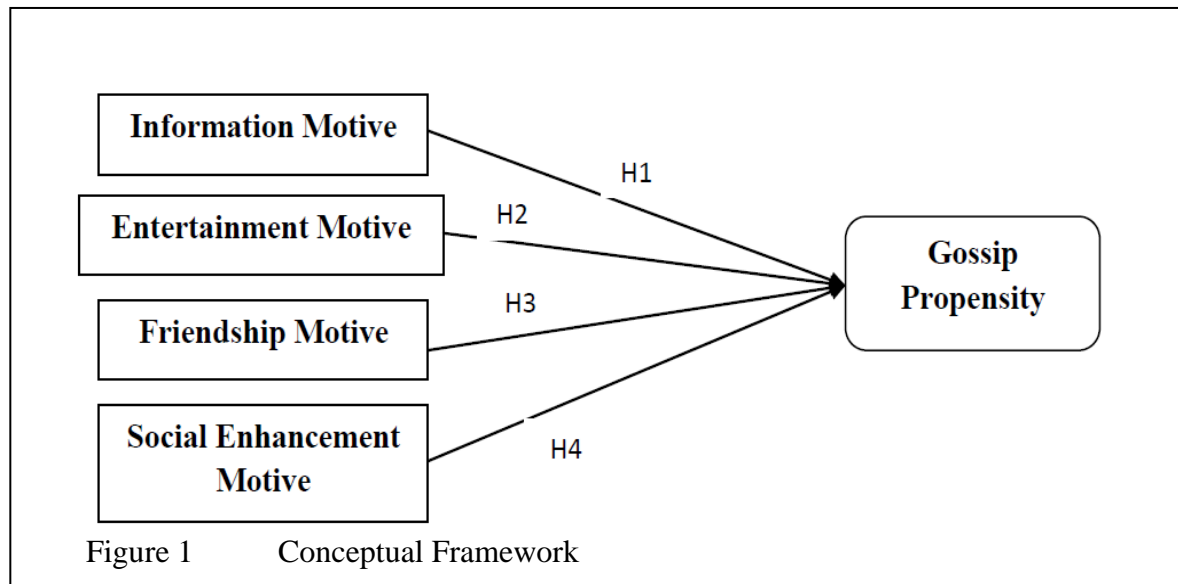 Information Motive
H1
Entertainment Motive
H2
Gossip
Propensity
Friendship Motive
H3
Social Enhancement
Motive
H4
Figure 1 Conceptual Framework